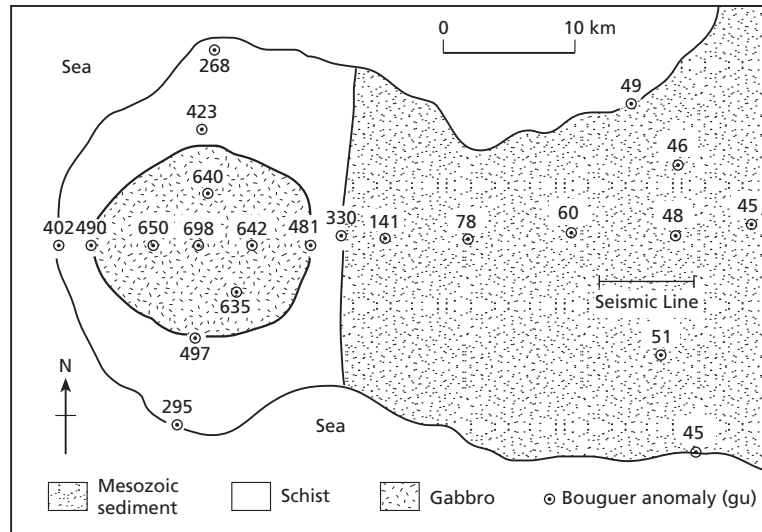 0 10 km
Sea
268
49
423
46
640
330
45
402 490 650 698 642 481 141 78 60 48
Seismic Line
635
51
497
N
295
Sea
45
Mesozoic
sediment
Schist
Gabbro
Bouguer anomaly (gu)